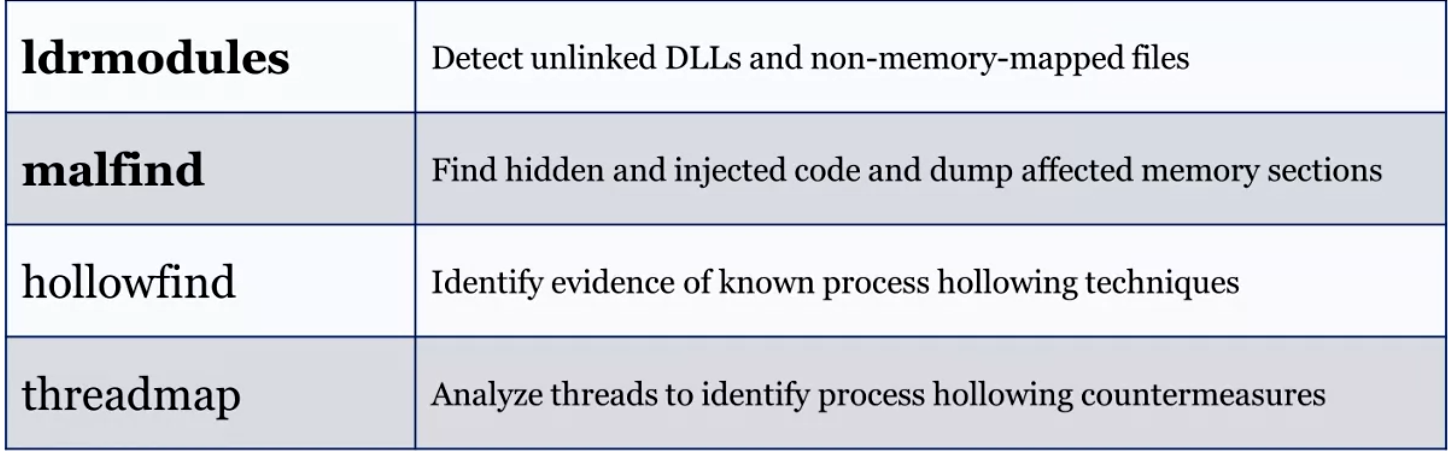 ldrmodules
Detect unlinked DLLs and non-memory-mapped files
malfind
Find hidden and injected code and dump affected memory sections
hollowfind
Identify evidence of known process hollowing techniques
threadmap
Analyze threads to identify process hollowing countermeasures